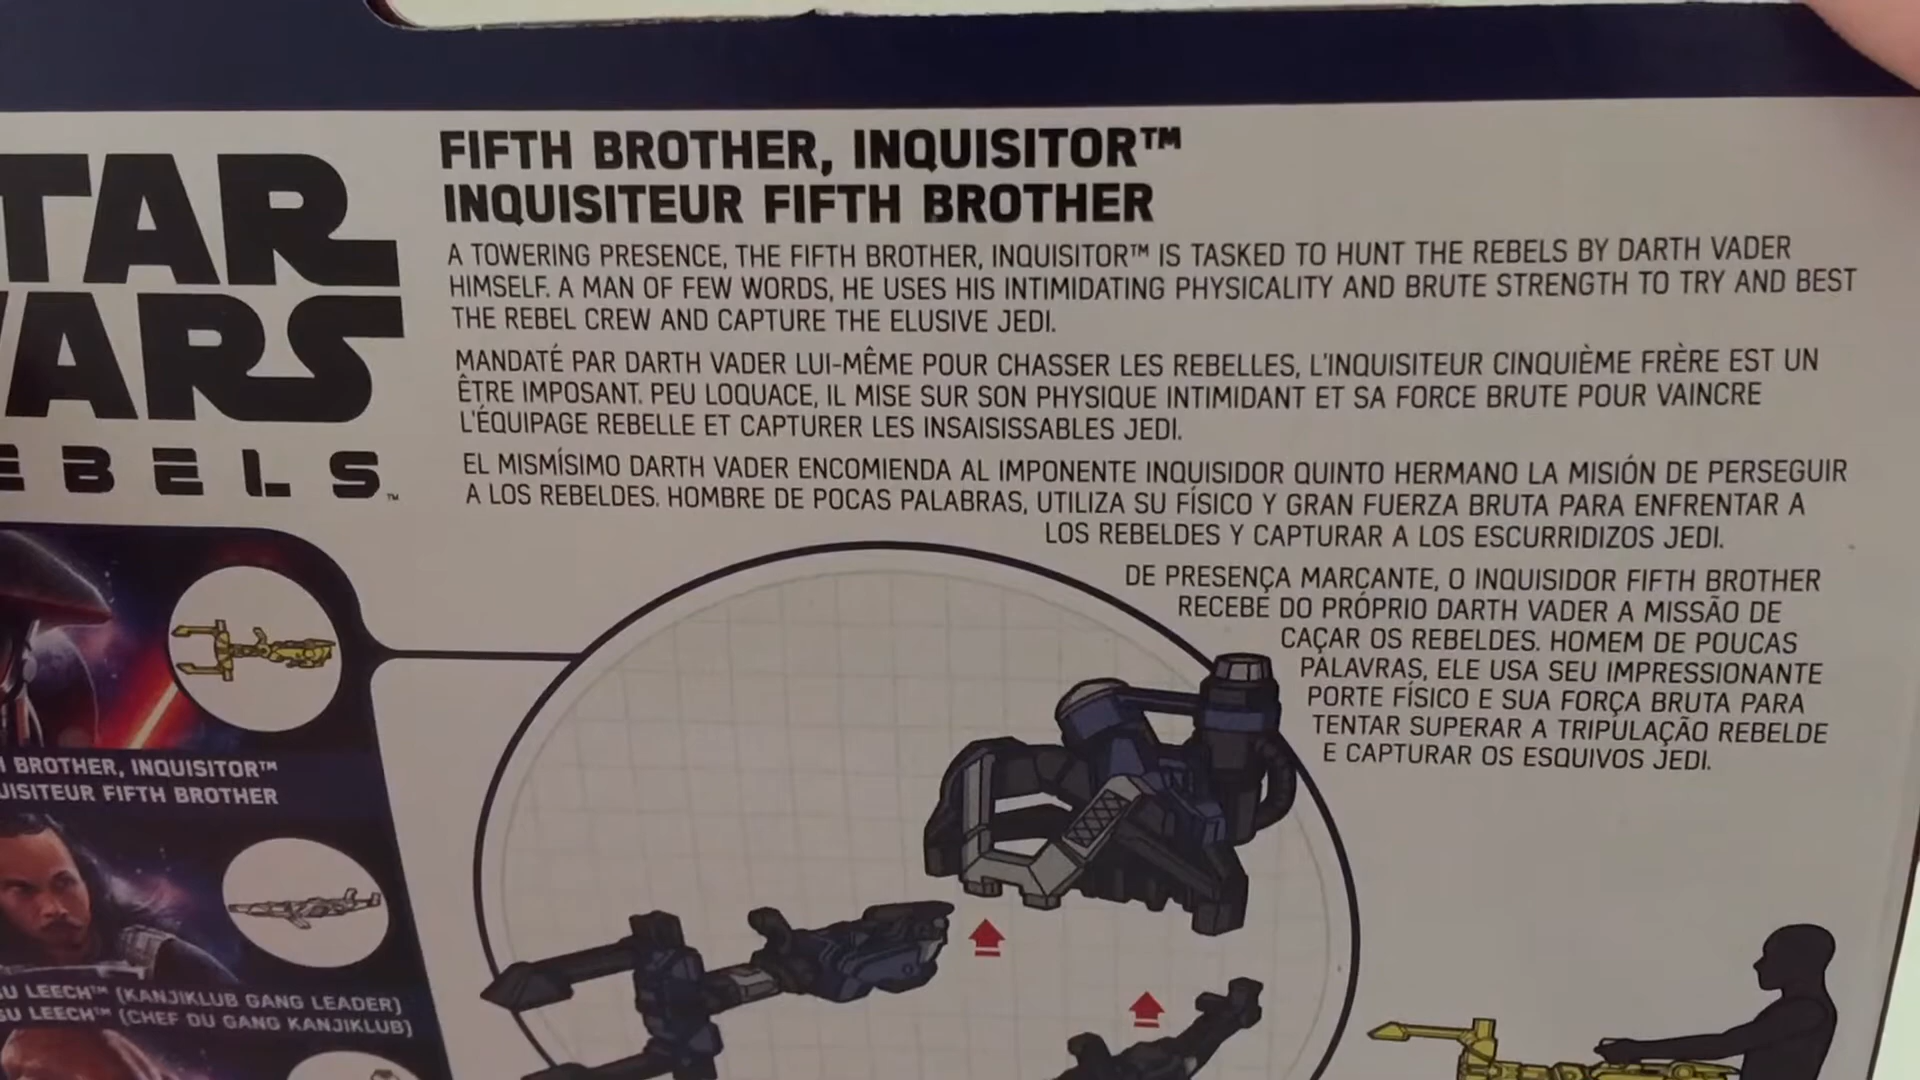 TAR
WARS
EBELS™
FIFTH BROTHER, INQUISITOR™
INQUISITEUR FIFTH BROTHER
A TOWERING PRESENCE, THE FIFTH BROTHER, INQUISITOR™ IS TASKED TO HUNT THE REBELS BY DARTH VADER
HIMSELF. A MAN OF FEW WORDS, HE USES HIS INTIMIDATING PHYSICALITY AND BRUTE STRENGTH TO TRY AND BEST
THE REBEL CREW AND CAPTURE THE ELUSIVE JEDI.
MANDATÉ PAR DARTH VADER LUI-MÊME POUR CHASSER LES REBELLES, L'INQUISITEUR CINQUIÈME FRÈRE EST UN
ÊTRE IMPOSANT. PEU LOQUACE, IL MISE SUR SON PHYSIQUE INTIMIDANT ET SA FORCE BRUTE POUR VAINCRE
L'ÉQUIPAGE REBELLE ET CAPTURER LES INSAISISSABLES JEDI.
EL MISMÍSIMO DARTH VADER ENCOMIENDA AL IMPONENTE INQUISIDOR QUINTO HERMANO LA MISIÓN DE PERSEGUIR
A LOS REBELDES. HOMBRE DE POCAS PALABRAS, UTILIZA SU FÍSICO Y GRAN FUERZA BRUTA PARA ENFRENTAR A
LOS REBELDES Y CAPTURAR A LOS ESCURRIDIZOS JEDI.
DE PRESENÇA MARCANTE, O INQUISIDOR FIFTH BROTHER
RECEBE DO PRÓPRIO DARTH VADER A MISSÃO DE
CAÇAR OS REBELDES. HOMEM DE POUCAS
PALAVRAS, ELE USA SEU IMPRESSIONANTE
PORTE FÍSICO E SUA FORÇA BRUTA PARA
TENTAR SUPERAR A TRIPULAÇÃO REBELDE
E CAPTURAR OS ESQUIVOS JEDI.
H BROTHER, INQUISITOR™
UISITEUR FIFTH BROTHER
U LEECH™ (KANJIKLUB GANG LEADER)
SU LEECH™ (CHEF DU GANG KANJIKLUB)